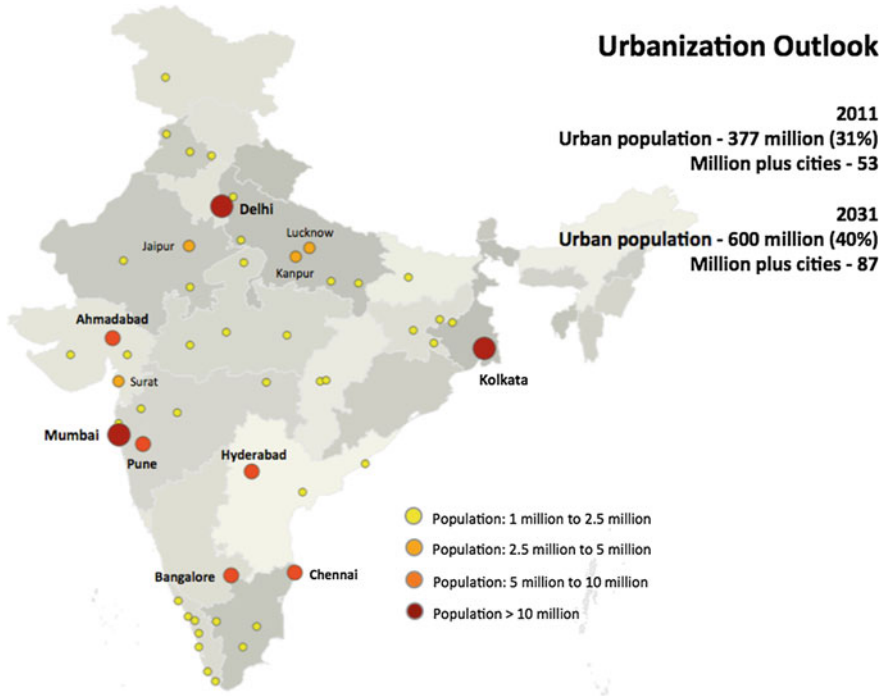 Urbanization Outlook
2011
Urban population - 377 million (31%)
Million plus cities - 53
2031
Urban population - 600 million (40%)
Million plus cities - 87
Delhi
Lucknow
Jaipur
Kanpur
Ahmadabad
Surat
Kolkata
Mumbai
Pune
Hyderabad
Bangalore
Chennai
Population: 1 million to 2.5 million
Population: 2.5 million to 5 million
Population: 5 million to 10 million
Population > 10 million